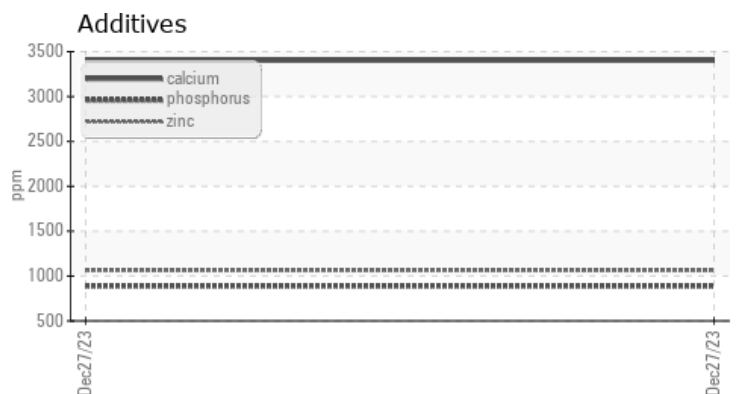 Additives
3500
3000
2500
2000
1500
1000
500
ppm
calcium
phosphorus
zinc
Dec27/23
Dec27/23